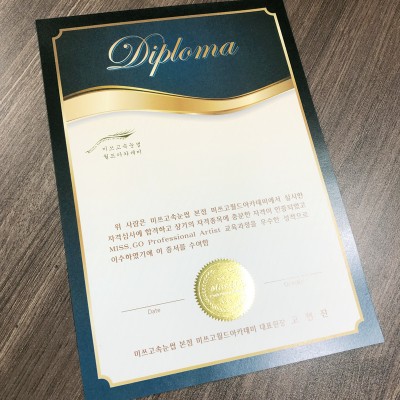 Diploma
미쓰고속눈썹
월드아카데미
위 사람은 미쓰고속눈썹 본점 미쓰고월드아카데미에서 실시한
자격심사에 합격하고 상기의 자격종목에 충분한 자격이 인정되었고
MISS.GO Professional Artist 교육과정을 우수한 성적으로
이수하였기에 이 증서를 수여함
Date
미쓰고속눈썹 본점 미쓰고월드아카데미 대표원장 고